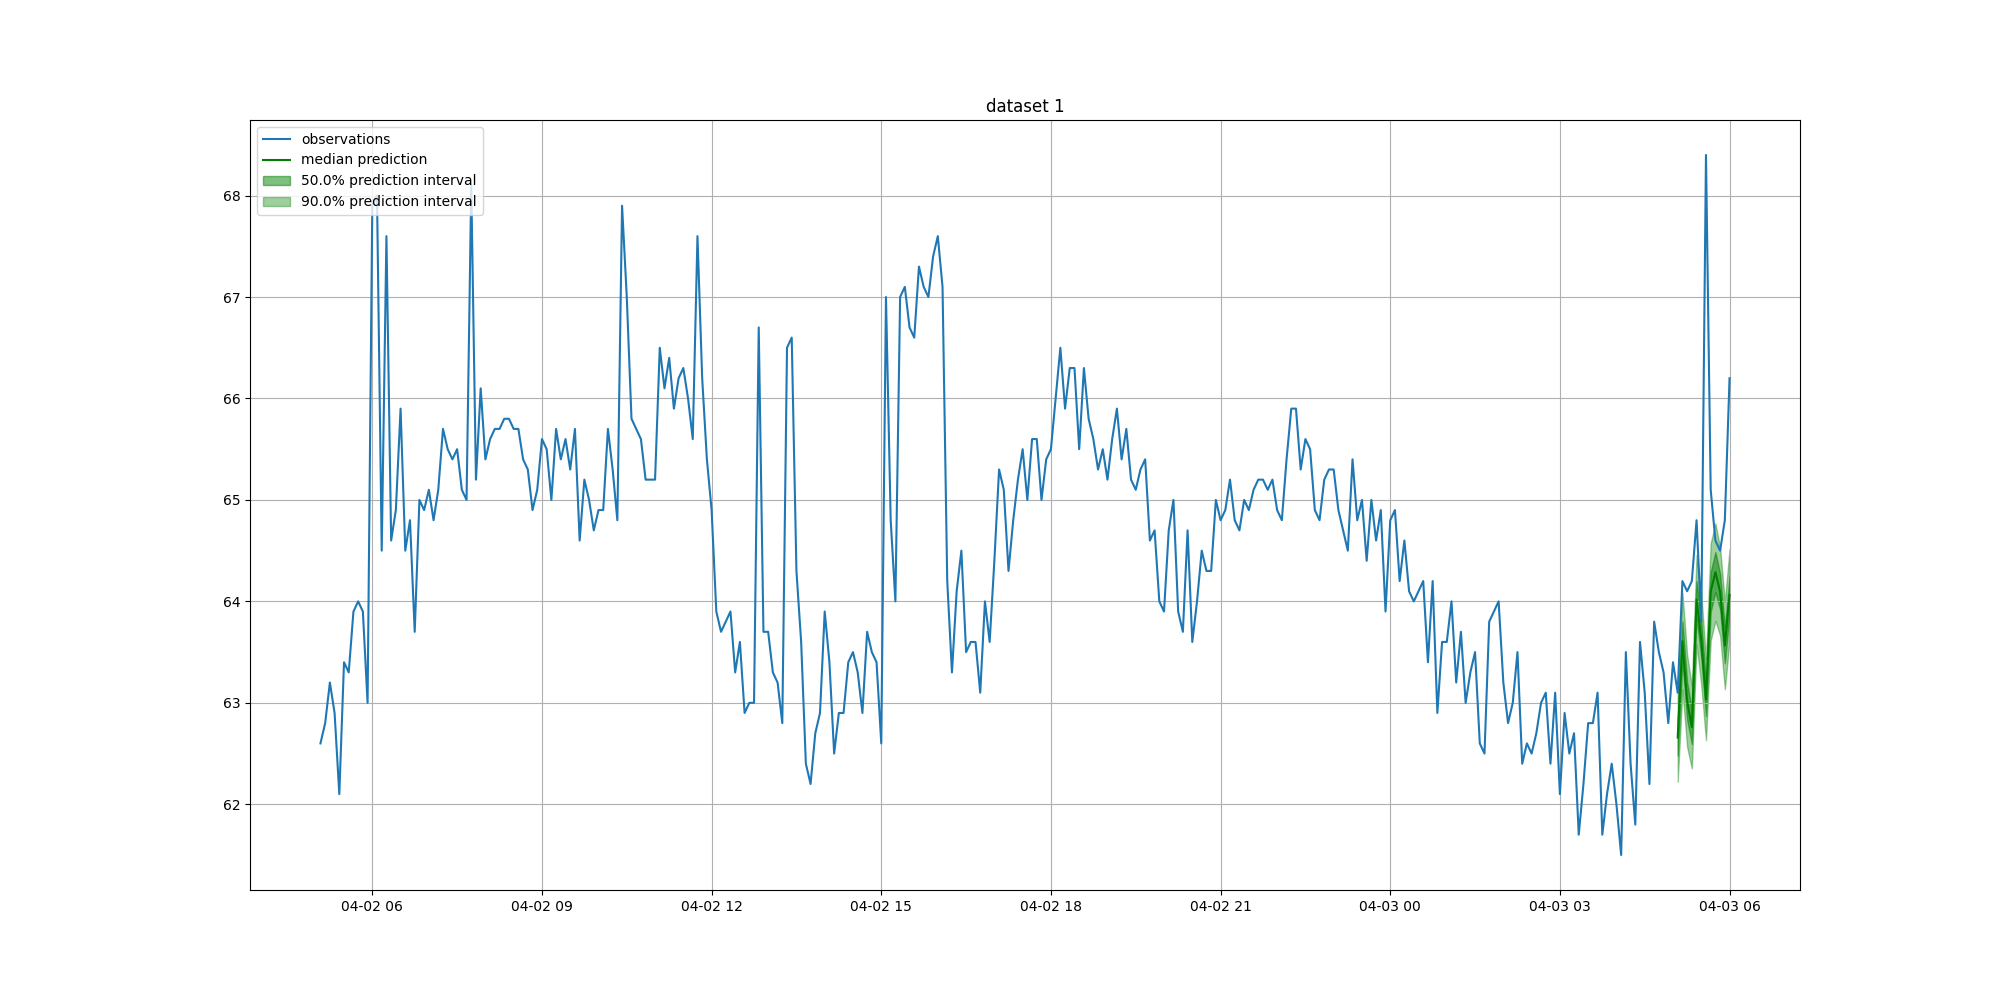 dataset 1
observations
median prediction
50.0% prediction interval
90.0% prediction interval
68
67
66
65
64
63
62
04-02 06 04-02 09 04-02 12 04-02 15 04-02 18 04-02 21 04-03 00 04-03 03 04-03 06